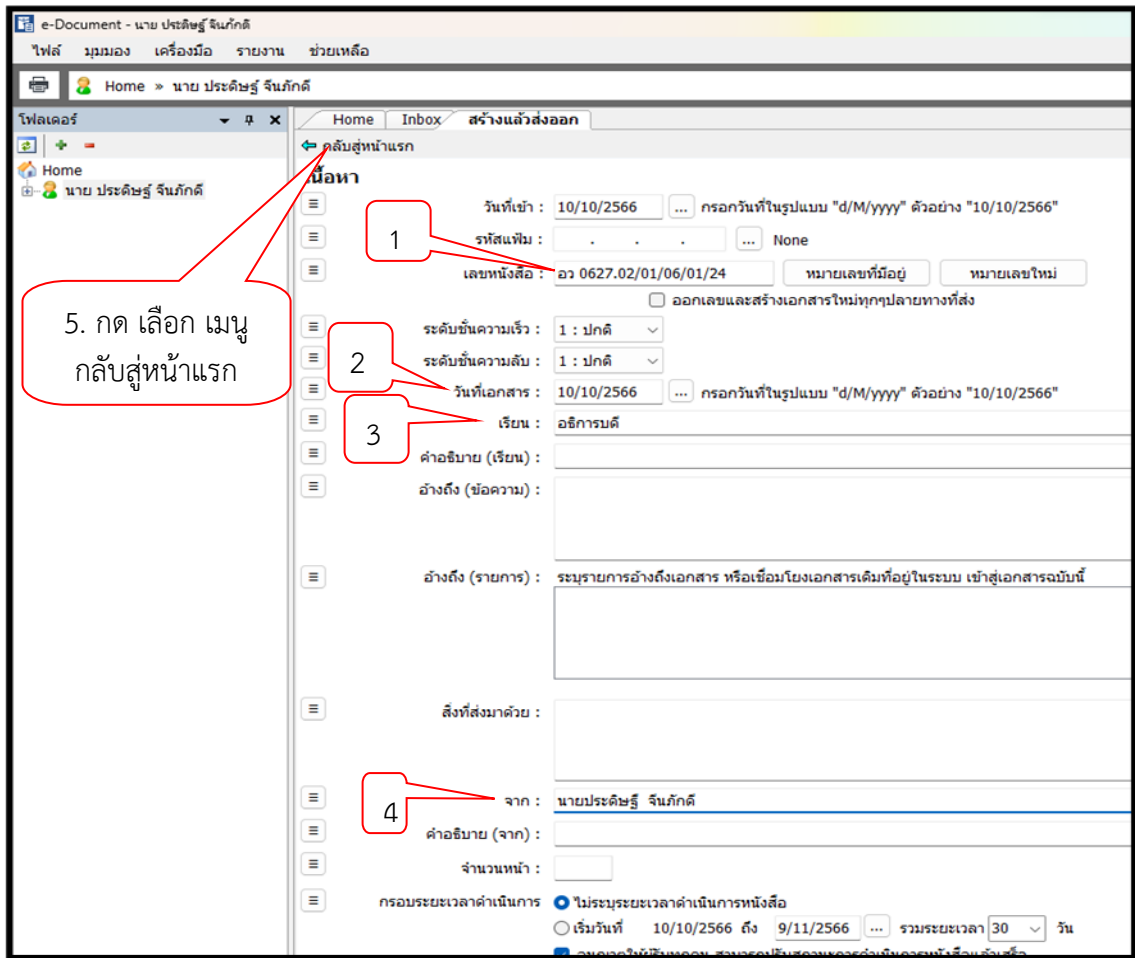 e-Document - นาย ประดิษฐ์ จีนภักดี
ไฟล์ มุมมอง เครื่องมือ รายงาน ช่วยเหลือ
Home » นาย ประดิษฐ์ จีนภักดี
โฟลเดอร์
Home Inbox สร้างแล้วส่งออก
กลับสู่หน้าแรก
Home
นาย ประดิษฐ์ จีนภักดี
เนื้อหา
วันที่เข้า : 10/10/2566 ... กรอกวันที่ในรูปแบบ "d/M/yyyy" ตัวอย่าง "10/10/2566"
1
รหัสแฟ้ม : . . . ... None
เลขหนังสือ : อว 0627.02/01/06/01/24 หมายเลขที่มีอยู่ หมายเลขใหม่
ออกเลขและสร้างเอกสารใหม่ทุกๆปลายทางที่ส่ง
5. กด เลือก เมนู
กลับสู่หน้าแรก
ระดับชั้นความเร็ว : 1 : ปกติ
2
ระดับชั้นความลับ : 1 : ปกติ
วันที่เอกสาร : 10/10/2566 ... กรอกวันที่ในรูปแบบ "d/M/yyyy" ตัวอย่าง "10/10/2566"
3
เรียน : อธิการบดี
คำอธิบาย (เรียน) :
อ้างถึง (ข้อความ) :
อ้างถึง (รายการ) : ระบุรายการอ้างถึงเอกสาร หรือเชื่อมโยงเอกสารเดิมที่อยู่ในระบบ เข้าสู่เอกสารฉบับนี้
สิ่งที่ส่งมาด้วย :
4
จาก : นายประดิษฐ์ จีนภักดี
คำอธิบาย (จาก) :
จำนวนหน้า :
กรอบระยะเวลาดำเนินการ ไม่ระบุระยะเวลาดำเนินการหนังสือ
เริ่มวันที่ 10/10/2566 ถึง 9/11/2566 ... รวมระยะเวลา 30 วัน